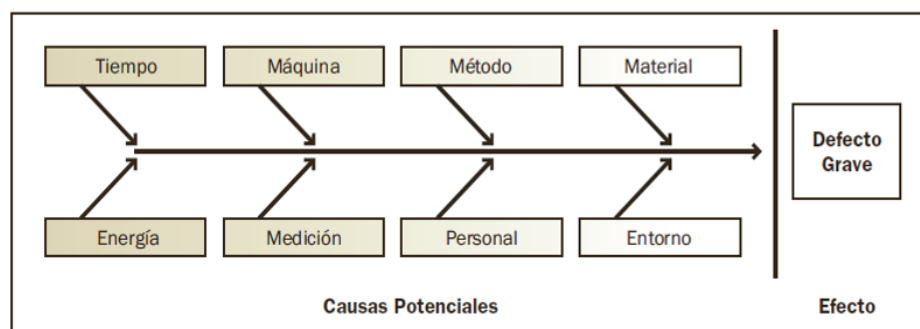 Tiempo
Máquina
Método
Material
Defecto
Grave
Energía
Medición
Personal
Entorno
Causas Potenciales
Efecto